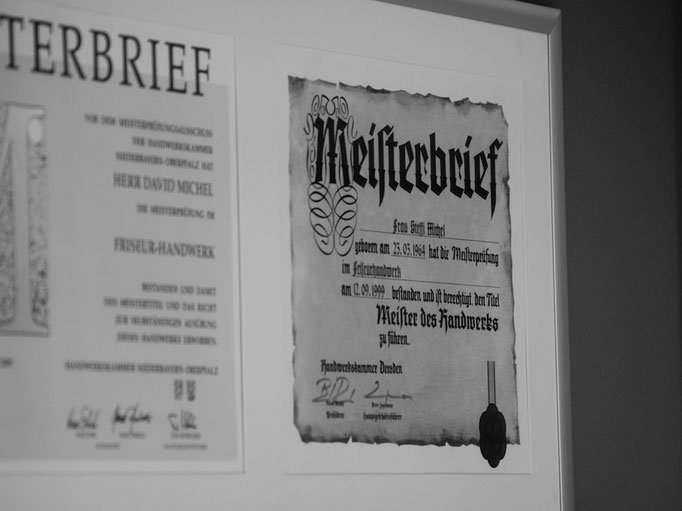 TERBRIEF
VOR DEM MEISTERPRÜFUNGSAUSSCHUSS
DER HANDWERKSKAMMER
NIEDERBAYERN-OBERPFALZ HAT
HERR DAVID MICHEL
DIE MEISTERPRÜFUNG IM
FRISEUR-HANDWERK
BESTANDEN UND DAMIT
DEN MEISTERTITEL UND DAS RECHT
ZUR SELBSTÄNDIGEN AUSÜBUNG
DIESES HANDWERKS ERWORBEN.
HANDWERKSKAMMER NIEDERBAYERN-OBERPFALZ
Meisterbrief
Frau Steffi Michel
geboren am 23.03.1964 hat die Meisterprüfung
im Friseurhandwerk
am 12.09.1999 bestanden und ist berechtigt, den Titel
Meister des Handwerks
zu führen.
Handwerkskammer Dresden
Präsident Hauptgeschäftsführer